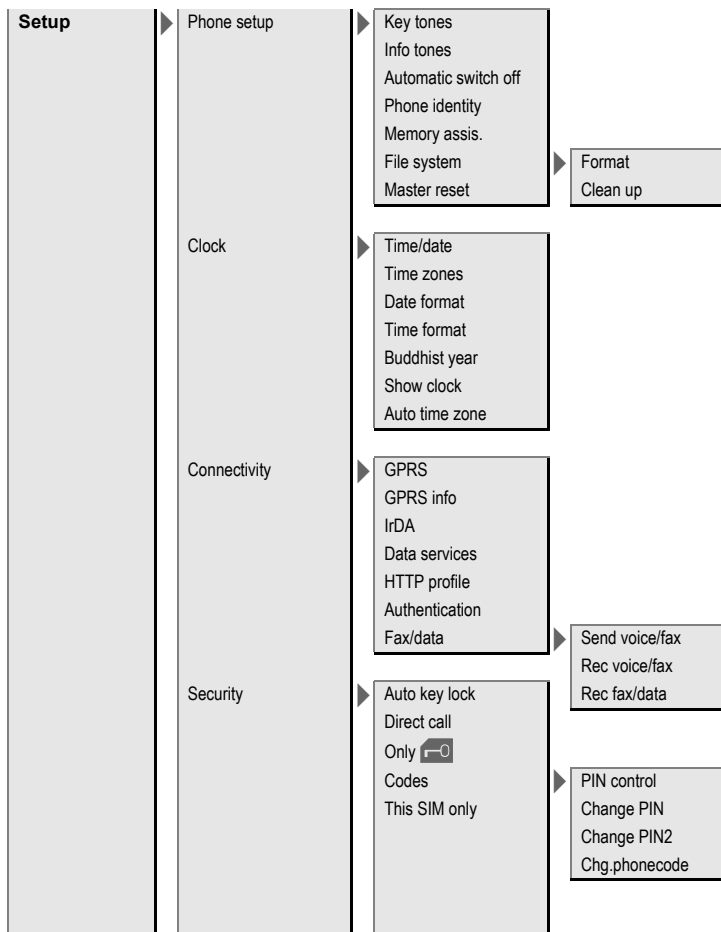 Setup
Phone setup
Key tones
Info tones
Automatic switch off
Phone identity
Memory assis.
File system
Format
Master reset
Clean up
Clock
Time/date
Time zones
Date format
Time format
Buddhist year
Show clock
Auto time zone
Connectivity
GPRS
GPRS info
IrDA
Data services
HTTP profile
Authentication
Fax/data
Send voice/fax
Rec voice/fax
Rec fax/data
Security
Auto key lock
Direct call
Only
Codes
This SIM only
PIN control
Change PIN
Change PIN2
Chg.phonecode